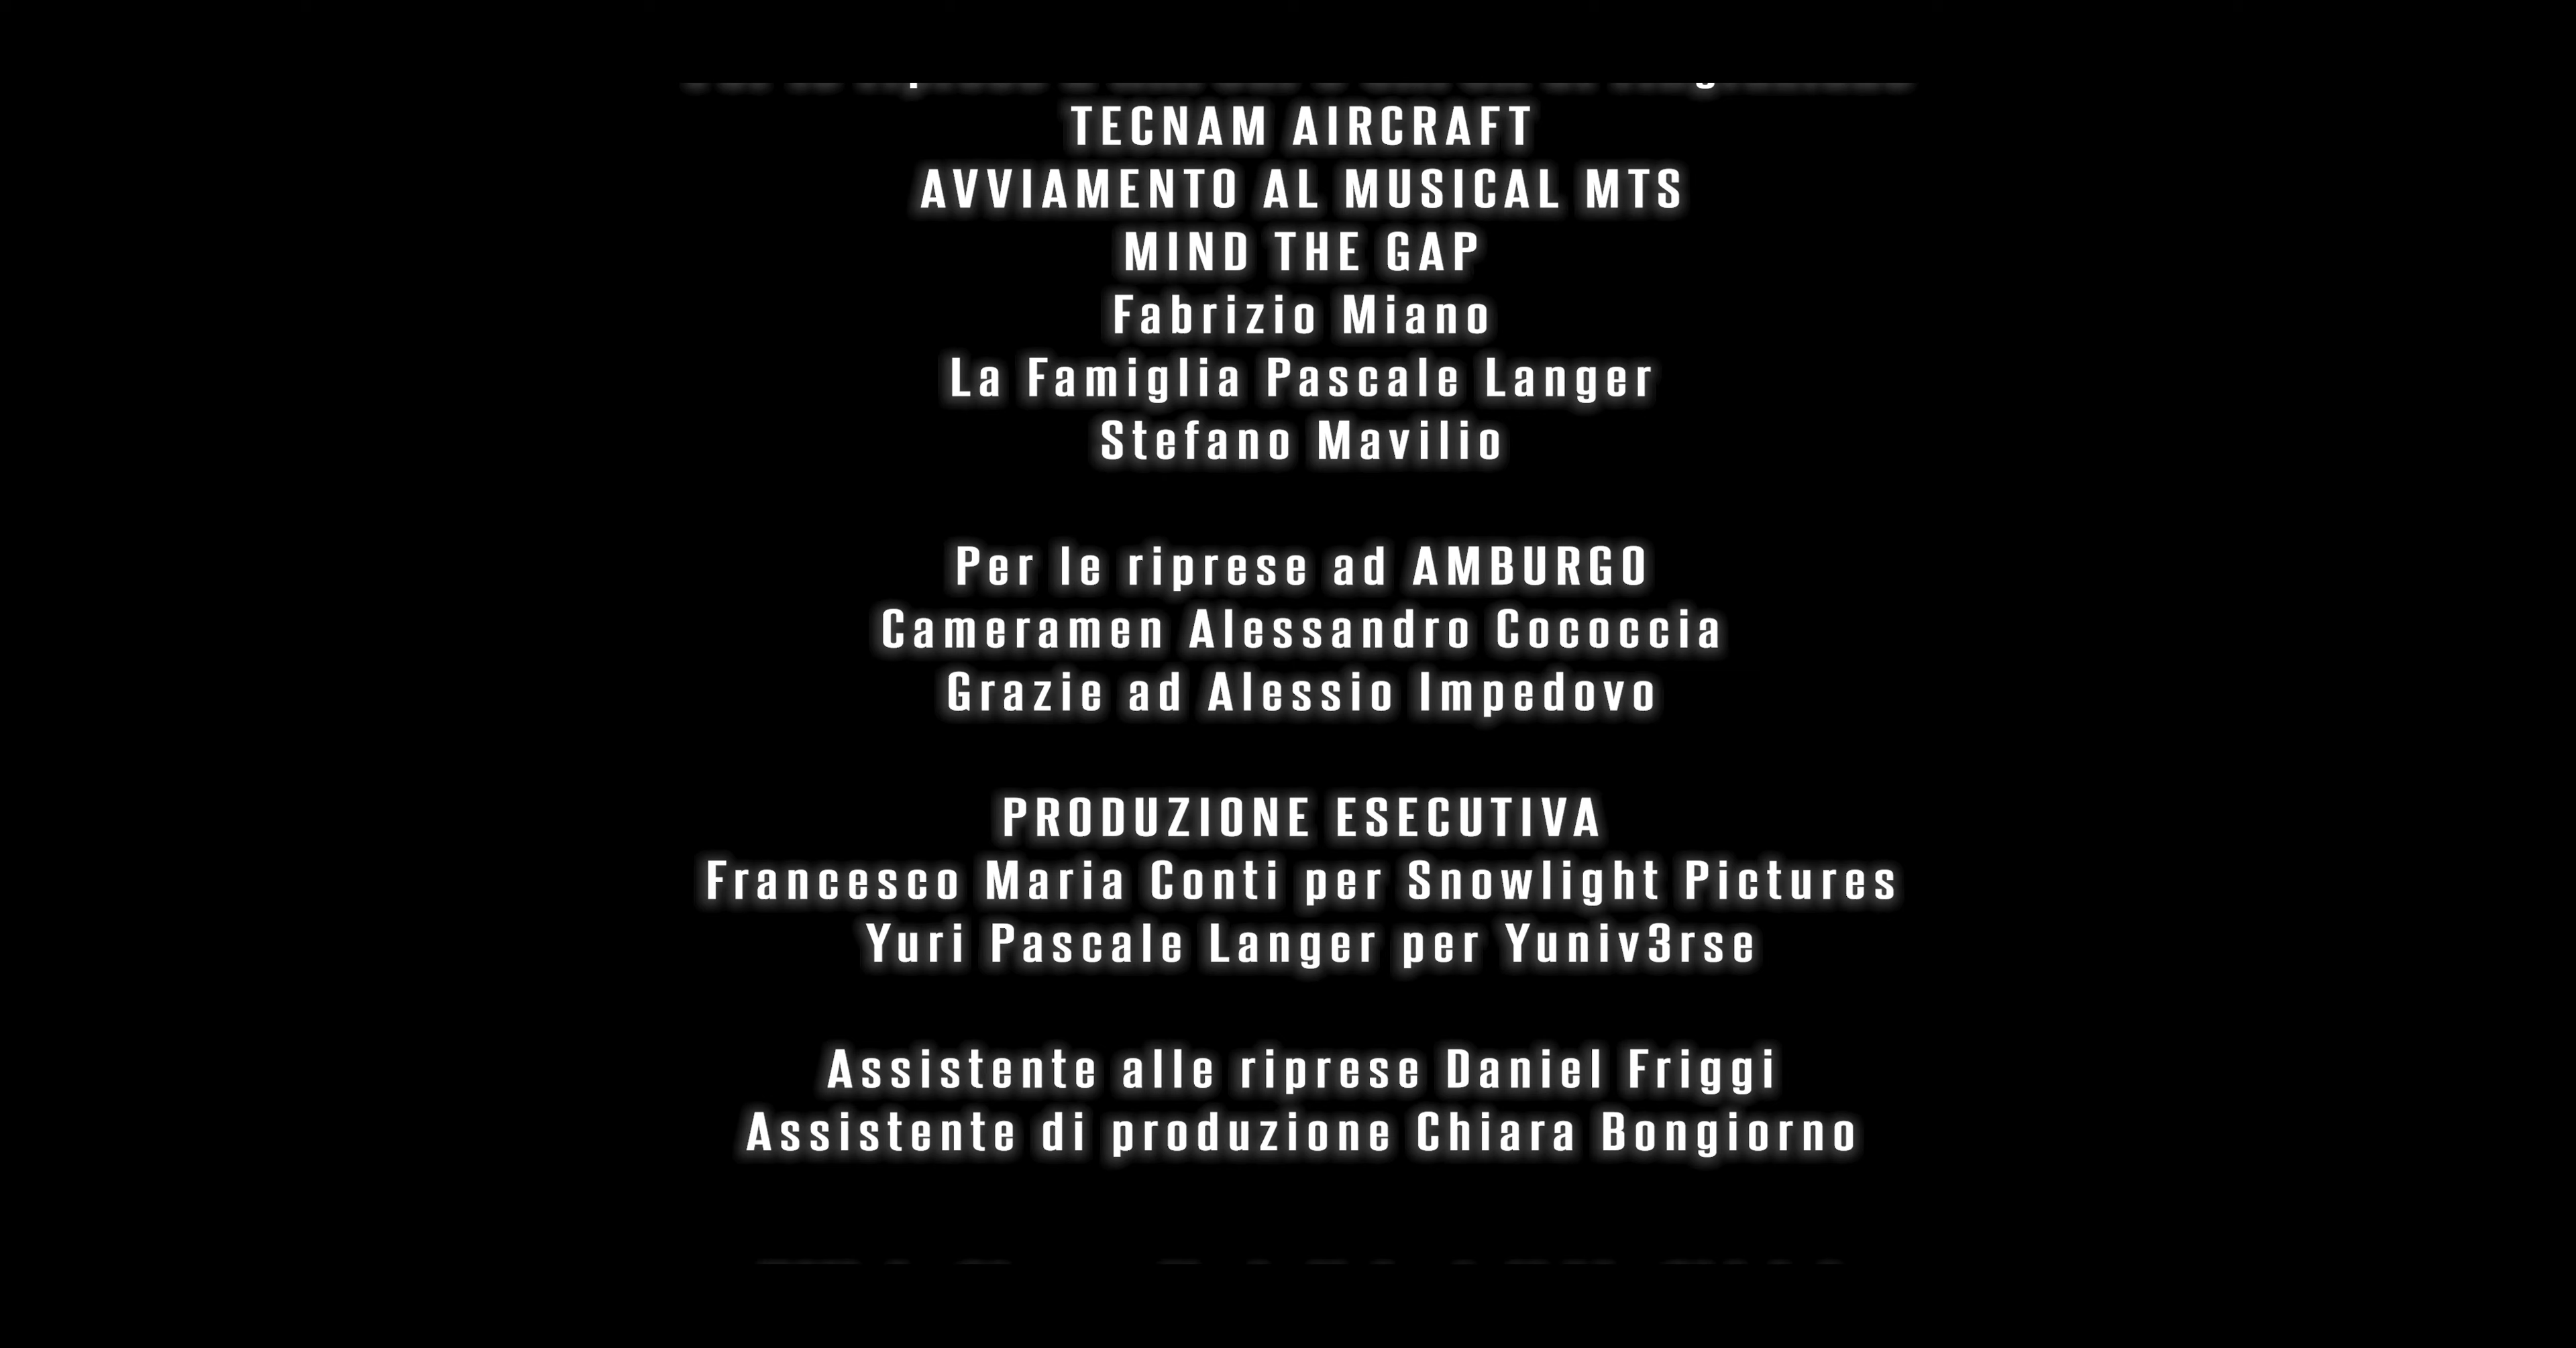 TECNAM AIRCRAFT
AVVIAMENTO AL MUSICAL MTS
MIND THE GAP
Fabrizio Miano
La Famiglia Pascale Langer
Stefano Mavilio
Per le riprese ad AMBURGO
Cameramen Alessandro Cococcia
Grazie ad Alessio Impedovo
PRODUZIONE ESECUTIVA
Francesco Maria Conti per Snowlight Pictures
Yuri Pascale Langer per Yuniv3rse
Assistente alle riprese Daniel Friggi
Assistente di produzione Chiara Bongiorno